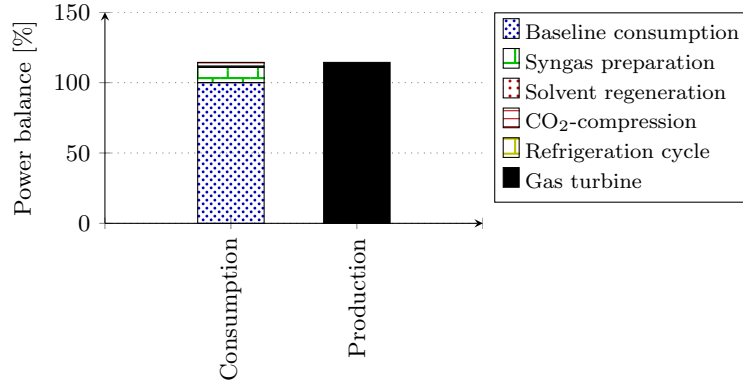 Power balance [%]
150
100
50
0
Consumption
Production
Baseline consumption
Syngas preparation
Solvent regeneration
CO₂-compression
Refrigeration cycle
Gas turbine